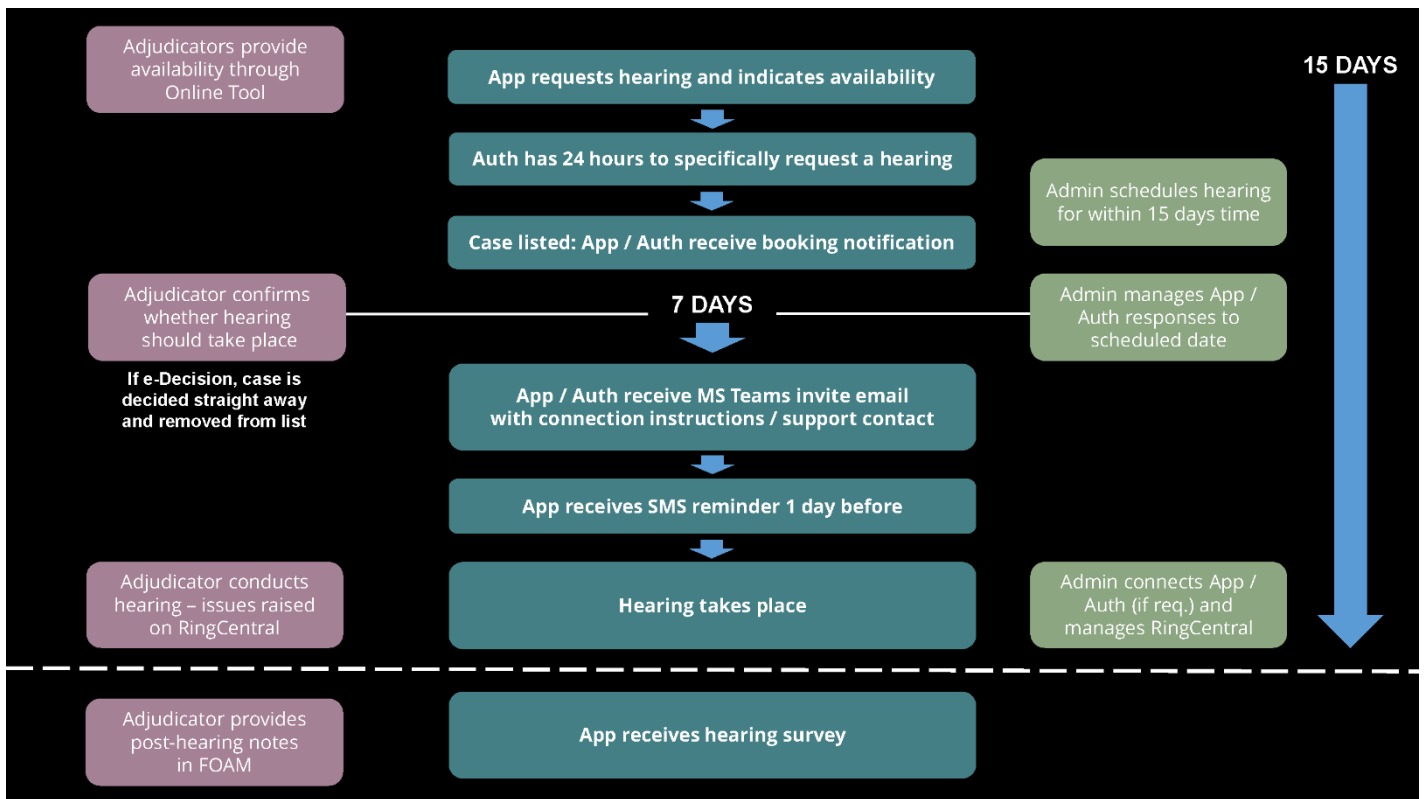 Adjudicators provide
availability through
Online Tool
App requests hearing and indicates availability
15 DAYS
Auth has 24 hours to specifically request a hearing
Admin schedules hearing
for within 15 days time
Case listed: App / Auth receive booking notification
Adjudicator confirms
whether hearing
should take place
7 DAYS
Admin manages App /
Auth responses to
scheduled date
If e-Decision, case is
decided straight away
and removed from list
App / Auth receive MS Teams invite email
with connection instructions / support contact
App receives SMS reminder 1 day before
Adjudicator conducts
hearing – issues raised
on RingCentral
Hearing takes place
Admin connects App /
Auth (if req.) and
manages RingCentral
Adjudicator provides
post-hearing notes
in FOAM
App receives hearing survey